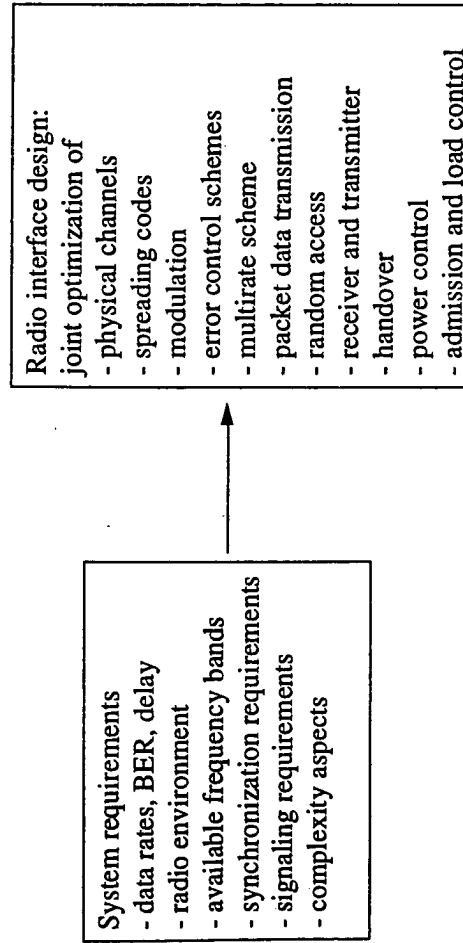 System requirements
- data rates, BER, delay
- radio environment
- available frequency bands
- synchronization requirements
- signaling requirements
- complexity aspects
Radio interface design:
joint optimization of
- physical channels
- spreading codes
- modulation
- error control schemes
- multirate scheme
- packet data transmission
- random access
- receiver and transmitter
- handover
- power control
- admission and load control